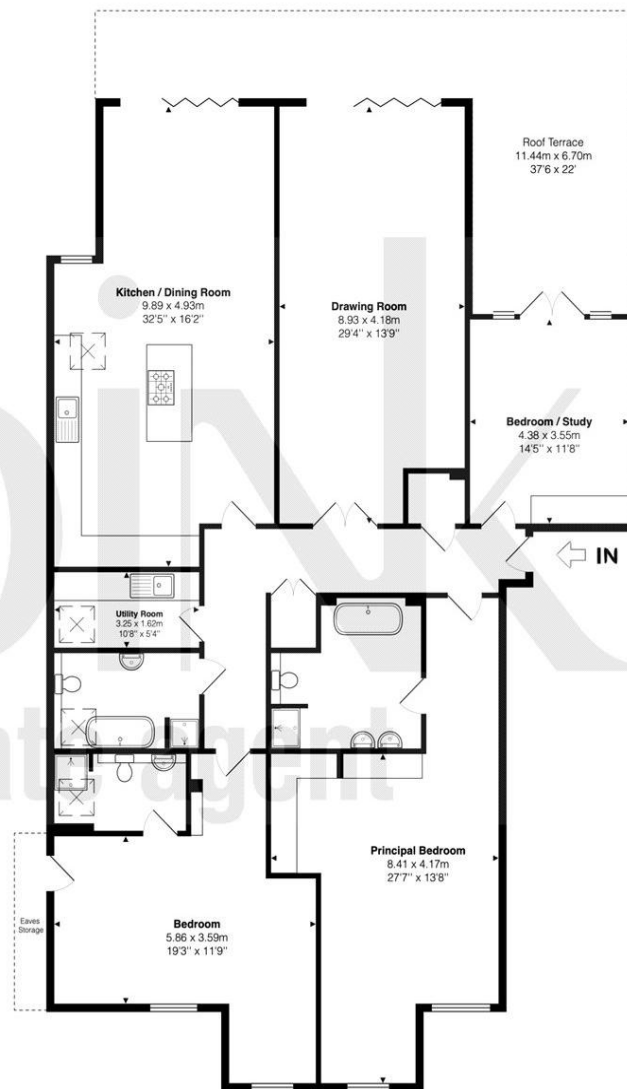 Roof Terrace
11.44m x 6.70m
37'6 x 22'
Kitchen / Dining Room
9.89 x 4.93m
32'5" x 16'2"
Drawing Room
8.93 x 4.18m
29'4" x 13'9"
Bedroom / Study
4.38 x 3.55m
14'5" x 11'8"
IN
Utility Room
3.25 x 1.62m
10'8" x 5'4"
Principal Bedroom
8.41 x 4.17m
27'7" x 13'8"
Eaves
Storage
Bedroom
5.86 x 3.59m
19'3" x 11'9"
oink
ate agent